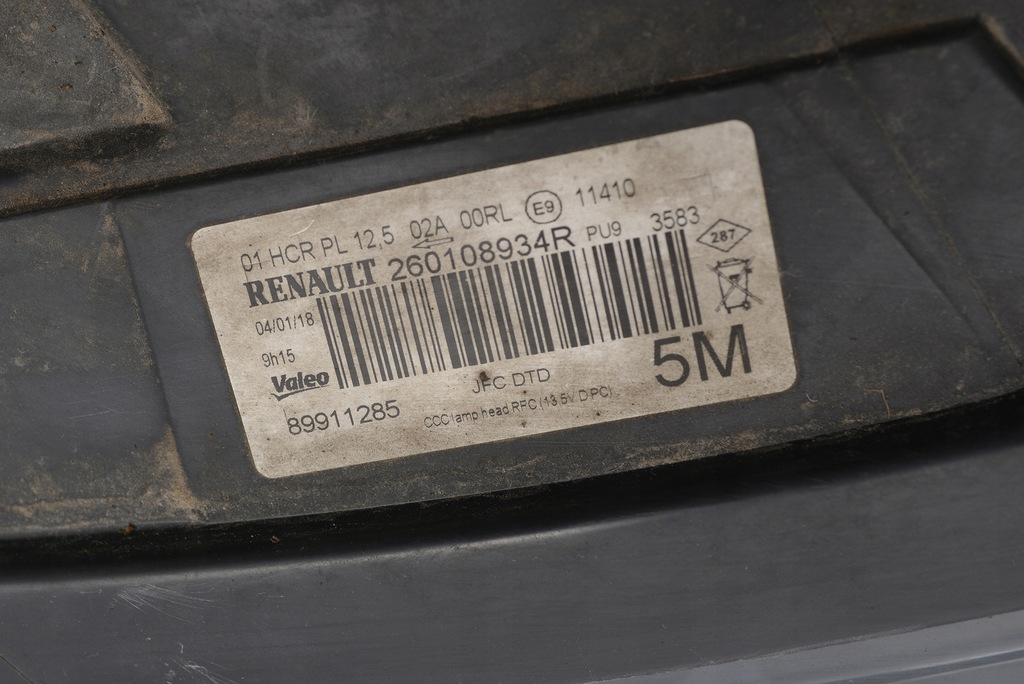 01 HCR PL 12,5 02A 00RL E9 11410
RENAULT 260108934R PU9 3583
287
04/01/18
9h15
Valeo
JFC DTD
5M
89911285
CCC lamp head RPC (13.5V DPC)